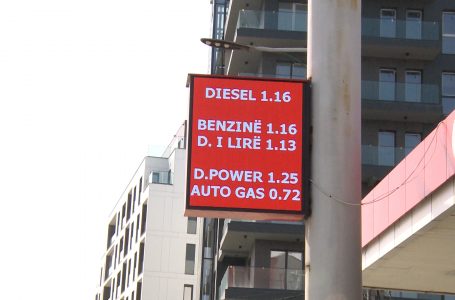 DIESEL 1.16
BENZINË 1.16
D. I LIRË 1.13
D.POWER 1.25
AUTO GAS 0.72